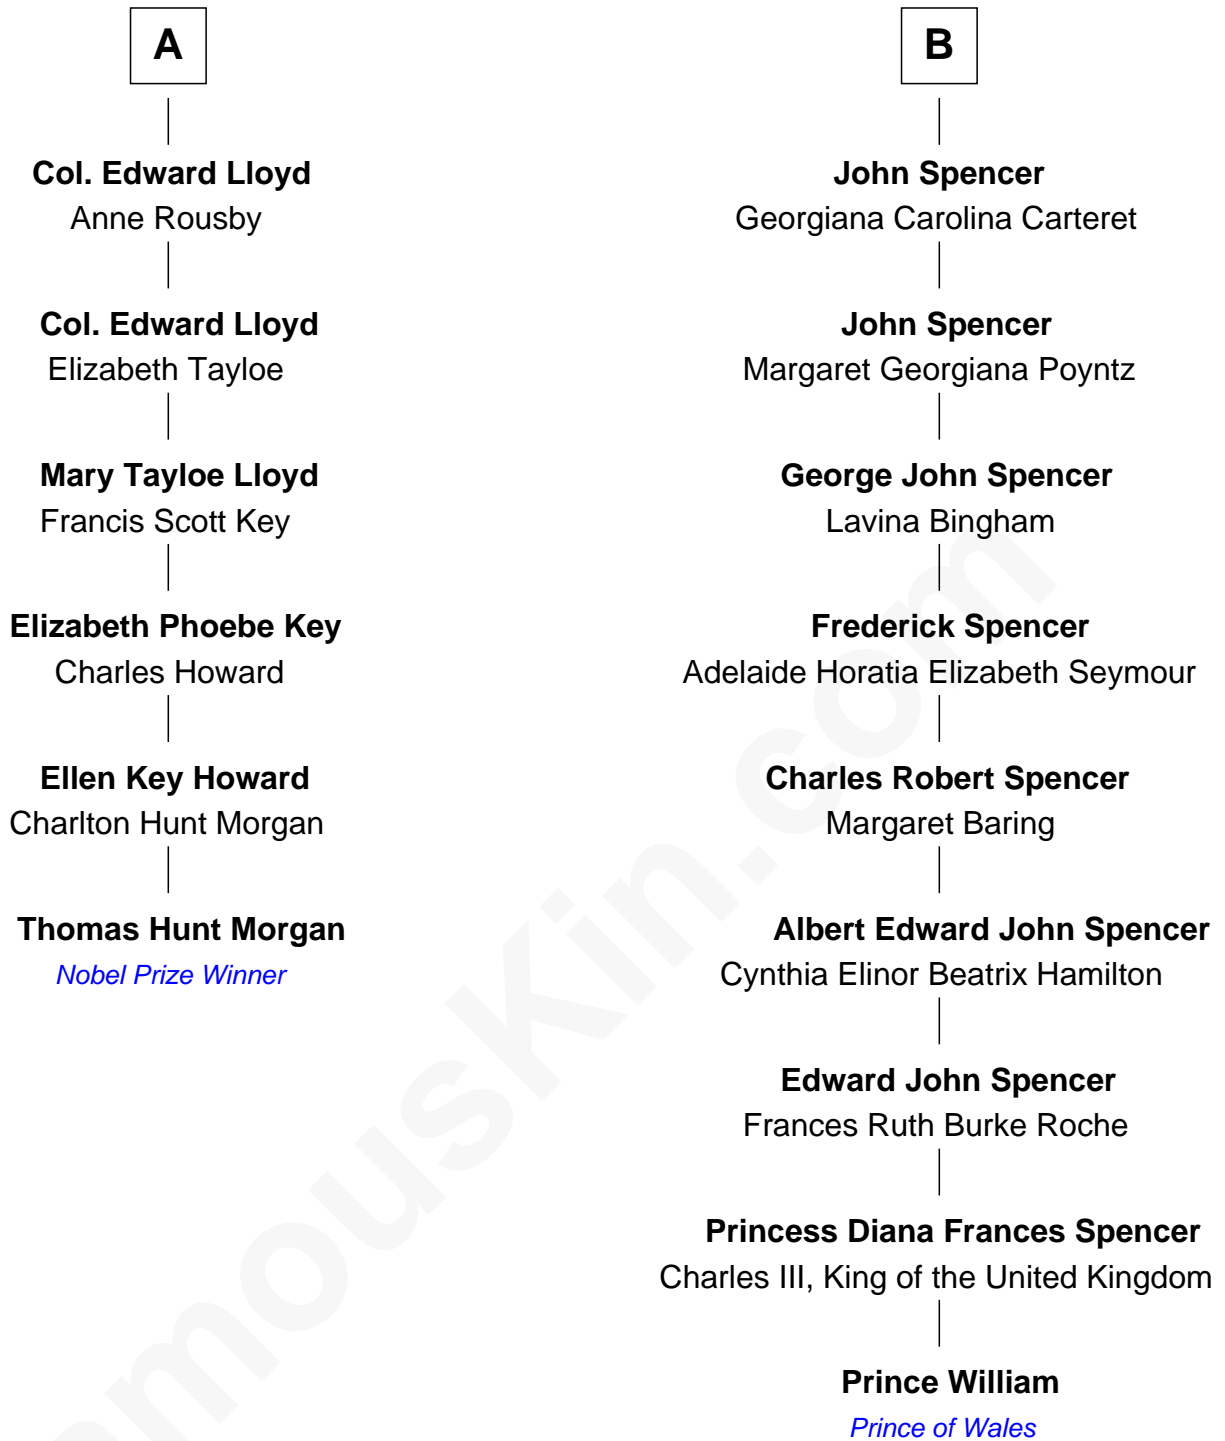 A
Col. Edward Lloyd
Anne Rousby
Col. Edward Lloyd
Elizabeth Tayloe
Mary Tayloe Lloyd
Francis Scott Key
Elizabeth Phoebe Key
Charles Howard
Ellen Key Howard
Charlton Hunt Morgan
Thomas Hunt Morgan
Nobel Prize Winner
B
John Spencer
Georgiana Carolina Carteret
John Spencer
Margaret Georgiana Poyntz
George John Spencer
Lavina Bingham
Frederick Spencer
Adelaide Horatia Elizabeth Seymour
Charles Robert Spencer
Margaret Baring
Albert Edward John Spencer
Cynthia Elinor Beatrix Hamilton
Edward John Spencer
Frances Ruth Burke Roche
Princess Diana Frances Spencer
Charles III, King of the United Kingdom
Prince William
Prince of Wales
mousKin.com